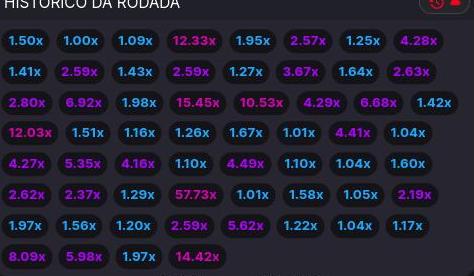 HISTÓRICO DA RODADA
1.50x 1.00x 1.09x 12.33x 1.95x 2.57x 1.25x 4.28x
1.41x 2.59x 1.43x 2.59x 1.27x 3.67x 1.64x 2.63x
2.80x 6.92x 1.98x 15.45x 10.53x 4.29x 6.68x 1.42x
12.03x 1.51x 1.16x 1.26x 1.67x 1.01x 4.41x 1.04x
4.27x 5.35x 4.16x 1.10x 4.49x 1.10x 1.04x 1.60x
2.62x 2.37x 1.29x 57.73x 1.01x 1.58x 1.05x 2.19x
1.97x 1.56x 1.20x 2.59x 5.62x 1.22x 1.04x 1.17x
8.09x 5.98x 1.97x 14.42x